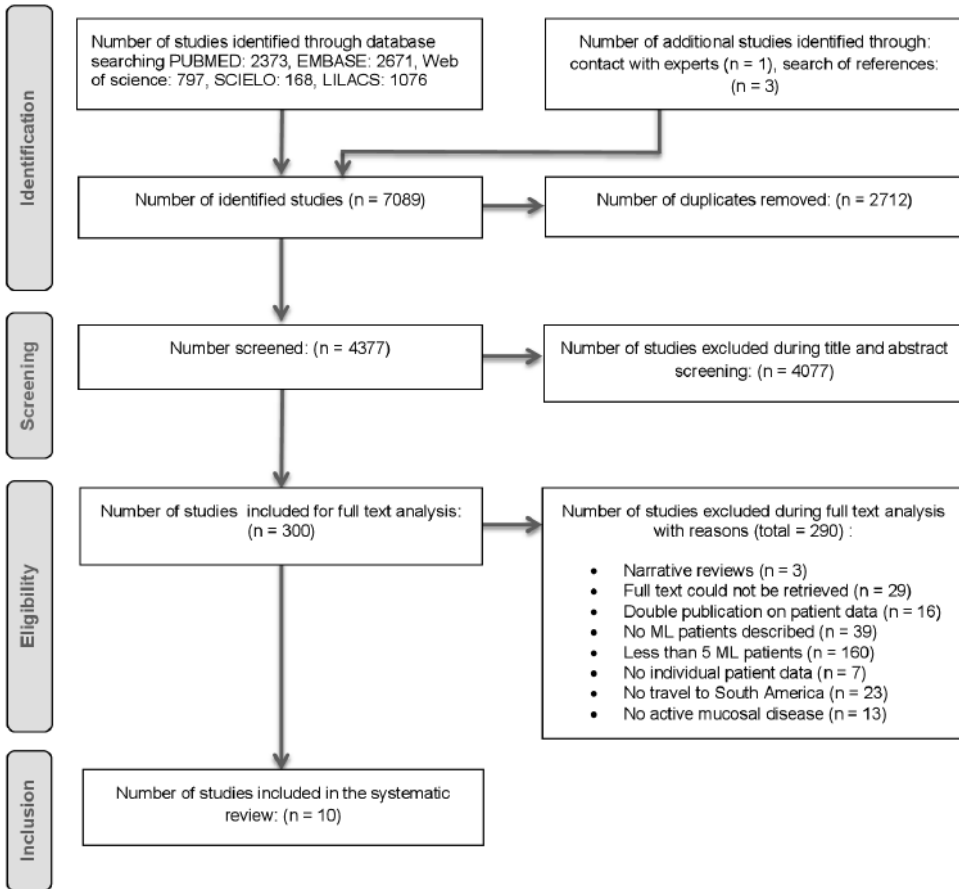 Identification
Number of studies identified through database
searching PUBMED: 2373, EMBASE: 2671, Web
of science: 797, SCIELO: 168, LILACS: 1076
Number of additional studies identified through:
contact with experts (n = 1), search of references:
(n = 3)
Number of identified studies (n = 7089)
Number of duplicates removed: (n = 2712)
Screening
Number screened: (n = 4377)
Number of studies excluded during title and abstract
screening: (n = 4077)
Eligibility
Number of studies included for full text analysis:
(n = 300)
Number of studies excluded during full text analysis
with reasons (total = 290) :
• Narrative reviews (n = 3)
• Full text could not be retrieved (n = 29)
• Double publication on patient data (n = 16)
• No ML patients described (n = 39)
• Less than 5 ML patients (n = 160)
• No individual patient data (n = 7)
• No travel to South America (n = 23)
• No active mucosal disease (n = 13)
Inclusion
Number of studies included in the systematic
review: (n = 10)